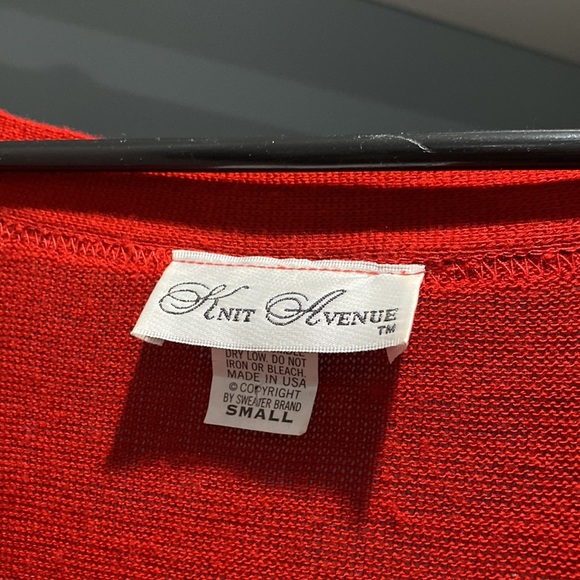 Knit Avenue
TM
DRY LOW. DO NOT
IRON OR BLEACH.
MADE IN USA
© COPYRIGHT
BY SWEATER BRAND
SMALL